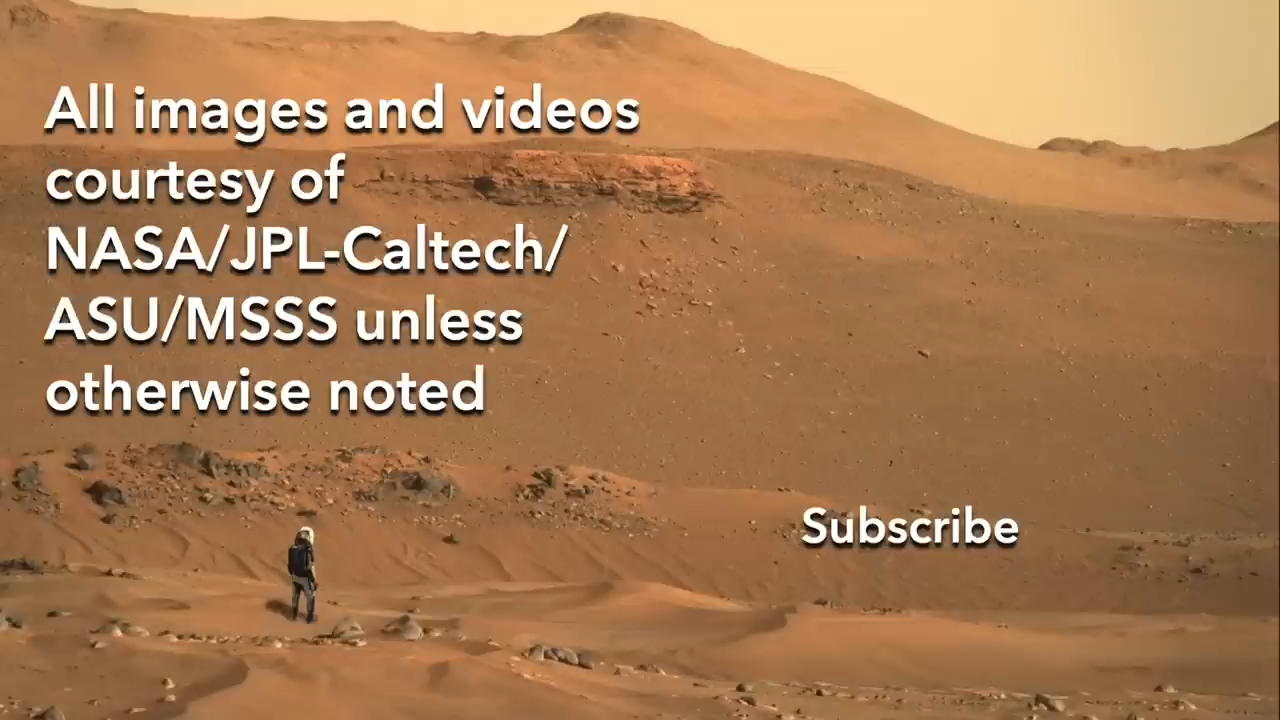 All images and videos
courtesy of
NASA/JPL-Caltech/
ASU/MSSS unless
otherwise noted
Subscribe